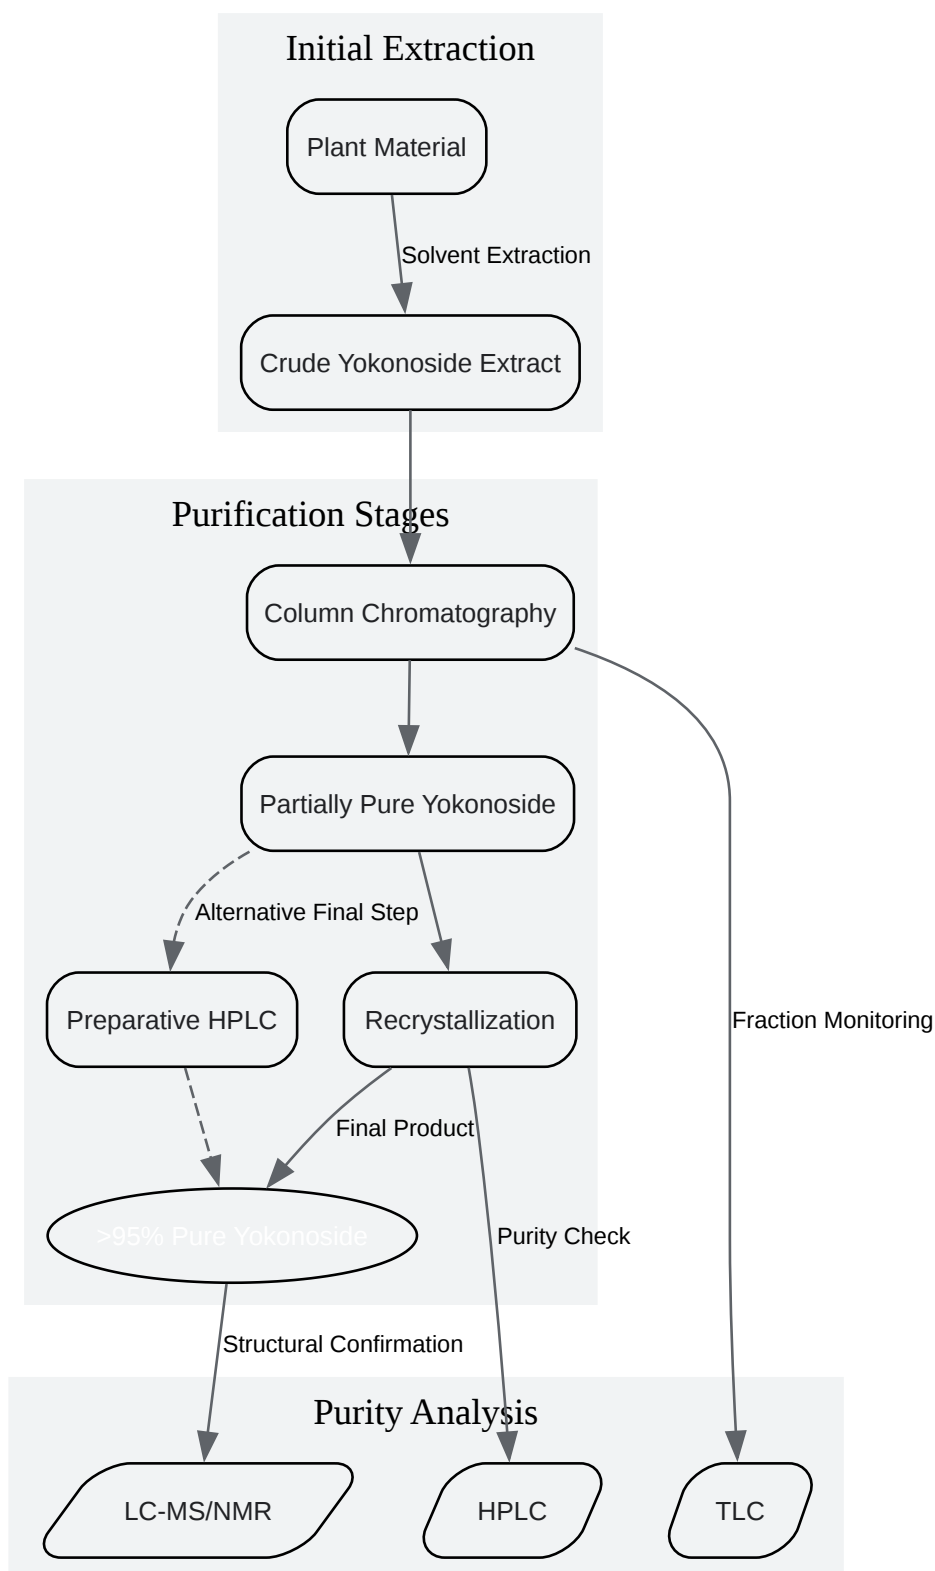 Initial Extraction
Plant Material
Solvent Extraction
Crude Yokonoside Extract
Purification Stages
Column Chromatography
Partially Pure Yokonoside
Alternative Final Step
Preparative HPLC
Recrystallization
Fraction Monitoring
Final Product
>95% Pure Yokonoside
Purity Check
Structural Confirmation
Purity Analysis
LC-MS/NMR
HPLC
TLC